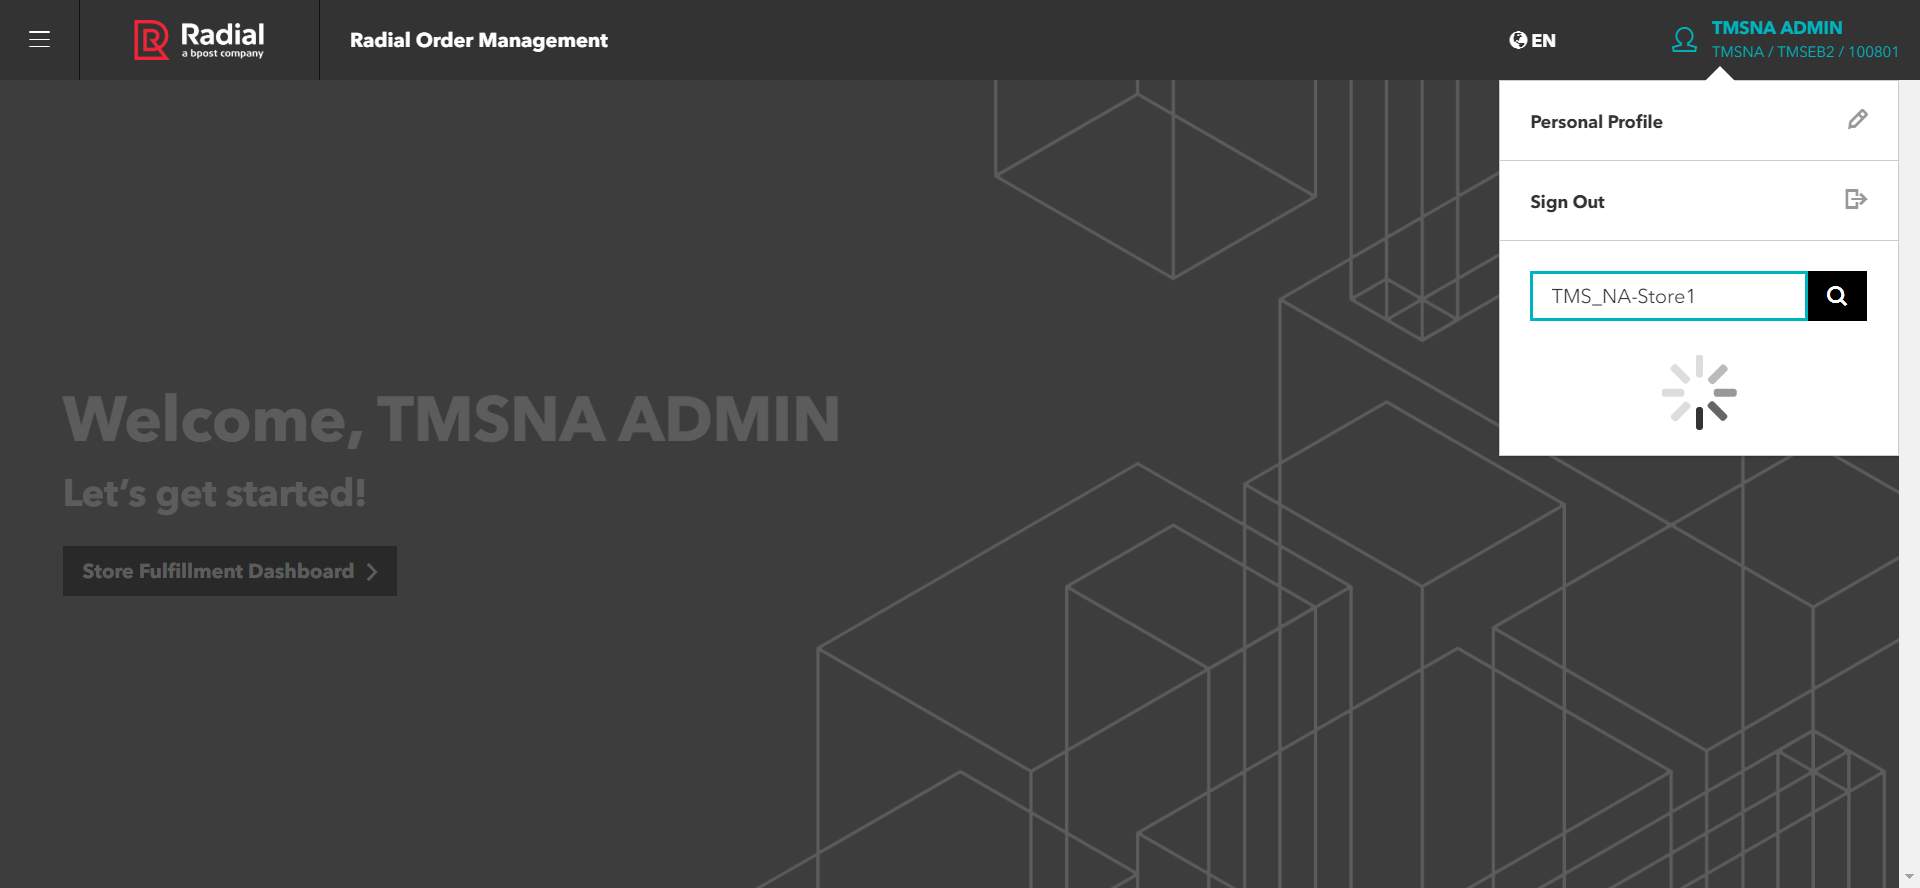 Radial
a bpost company
Radial Order Management
EN
TMSNA ADMIN
TMSNA / TMSEB2 / 100801
Personal Profile
Sign Out
TMS_NA-Store1
Welcome, TMSNA ADMIN
Let's get started!
Store Fulfillment Dashboard